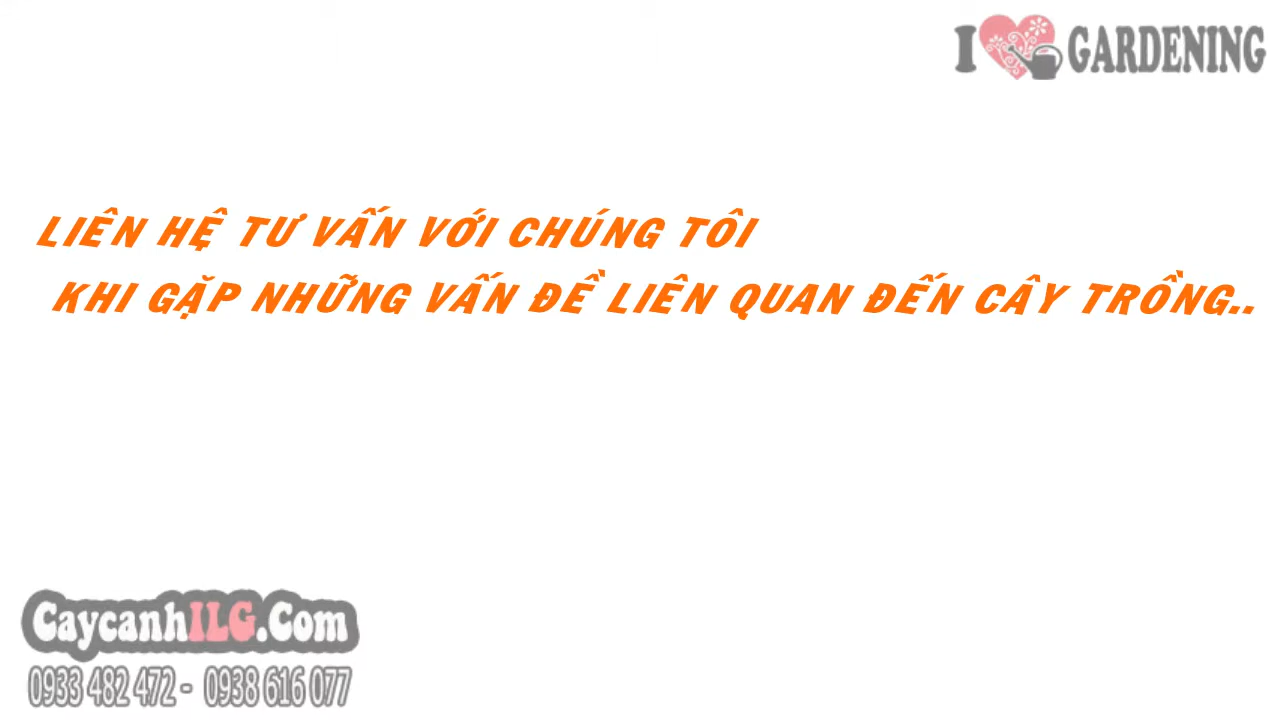 I GARDENING
LIÊN HỆ TƯ VẤN VỚI CHÚNG TÔI
KHI GẶP NHỮNG VẤN ĐỀ LIÊN QUAN ĐẾN CÂY TRỒNG..
CaycanhILG.Com
0933 482 472 - 0938 616 077